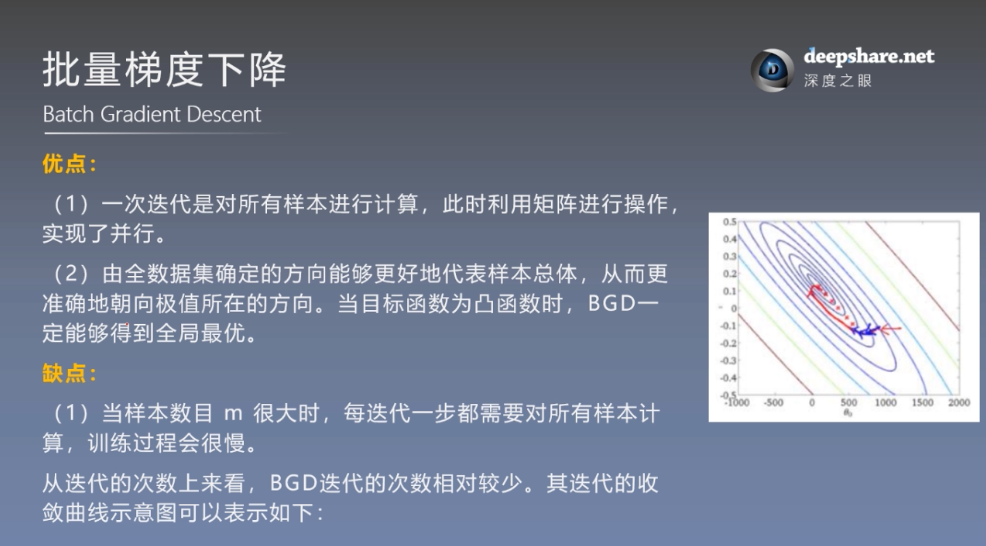 批量梯度下降
Batch Gradient Descent
deepshare.net
深度之眼
优点：
（1）一次迭代是对所有样本进行计算，此时利用矩阵进行操作，
实现了并行。
（2）由全数据集确定的方向能够更好地代表样本总体，从而更
准确地朝向极值所在的方向。当目标函数为凸函数时，BGD一
定能够得到全局最优。
缺点：
（1）当样本数目 m 很大时，每迭代一步都需要对所有样本计
算，训练过程会很慢。
从迭代的次数上来看，BGD迭代的次数相对较少。其迭代的收
敛曲线示意图可以表示如下：
0.5
0.4
0.3
0.2
0.1
0
-0.1
-0.2
-0.3
-0.4
-0.5
-1000 -500 0 500 1000 1500 2000
θ₀